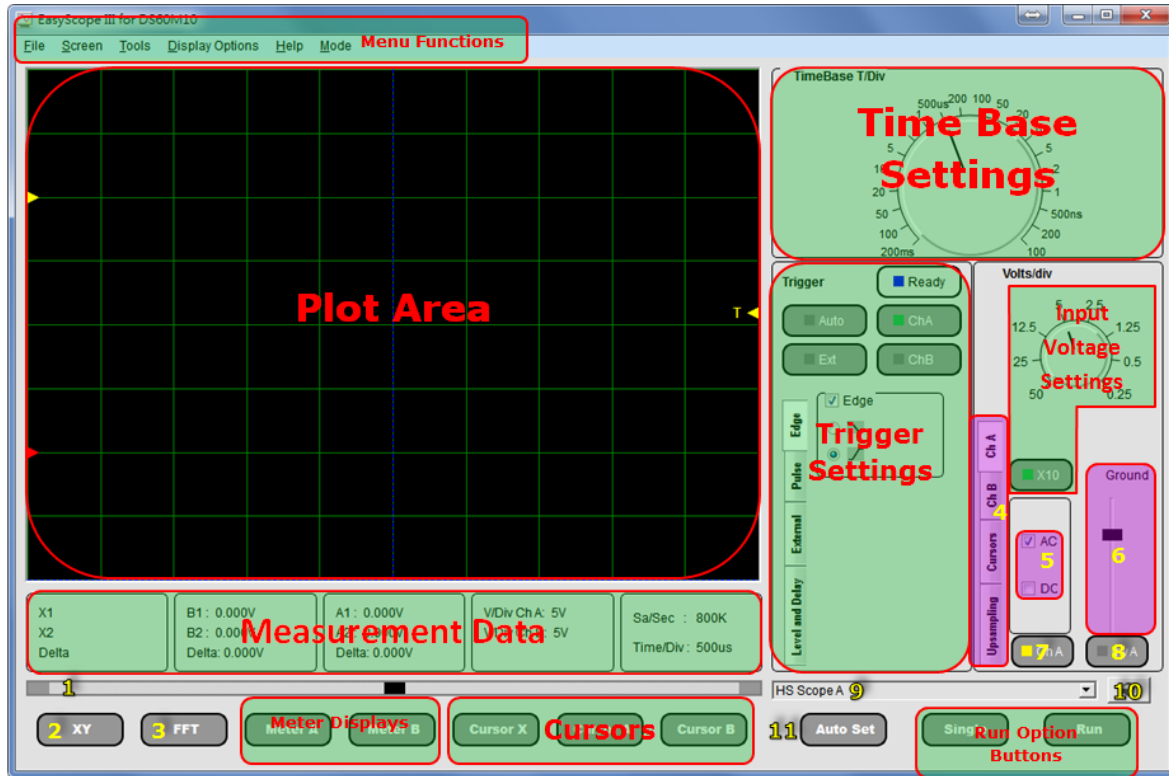 EasyScope III for DS60M10
File Screen Tools Display Options Help Mode
Menu Functions
Plot Area
T
TimeBase T/Div
500us 200 100 50
1 20
5 5
2
20 1
50 500ns
100 200
200ms 100
Time Base
Settings
Trigger
Ready
Auto ChA
Ext ChB
Edge
Edge
Pulse
External
Level and Delay
Trigger
Settings
Volts/div
5 2.5
12.5 1.25
25 0.5
50 0.25
Input
Voltage
Settings
X10
Ch A
Ch B
Cursors
Upsampling
4
AC
5
DC
Ground
6
7
8
X1
X2
Delta
B1 : 0.000V
B2 : 0.000V
Delta: 0.000V
A1 : 0.000V
Delta: 0.000V
V/Div Ch A: 5V
5V
Sa/Sec : 800K
Time/Div : 500us
Measurement Data
1
HS Scope A 9
10
2 XY
3 FFT
Meter A
Meter B
Meter Displays
Cursor X
Cursor B
Cursors
11 Auto Set
Single
Run
Run Option
Buttons